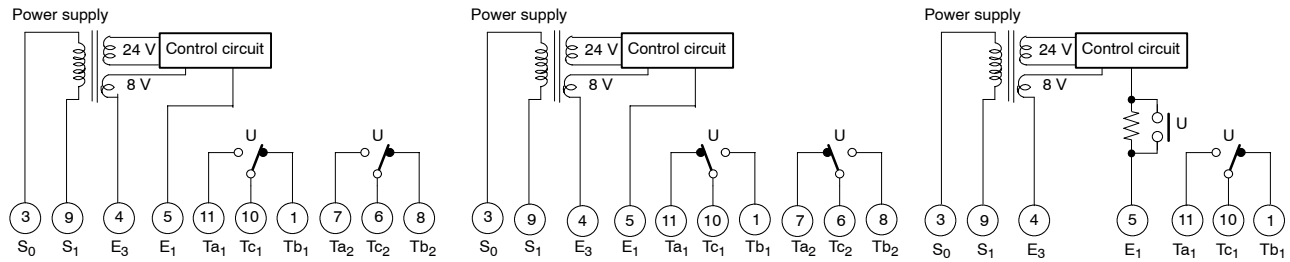 Power supply
24 V
Control circuit
8 V
U
U
3
9
4
5
11
10
1
7
6
8
S₀
S₁
E₃
E₁
Ta₁
Tc₁
Tb₁
Ta₂
Tc₂
Tb₂
Power supply
24 V
Control circuit
8 V
U
U
3
9
4
5
11
10
1
7
6
8
S₀
S₁
E₃
E₁
Ta₁
Tc₁
Tb₁
Ta₂
Tc₂
Tb₂
Power supply
24 V
Control circuit
8 V
U
U
3
9
4
5
11
10
1
S₀
S₁
E₃
E₁
Ta₁
Tc₁
Tb₁